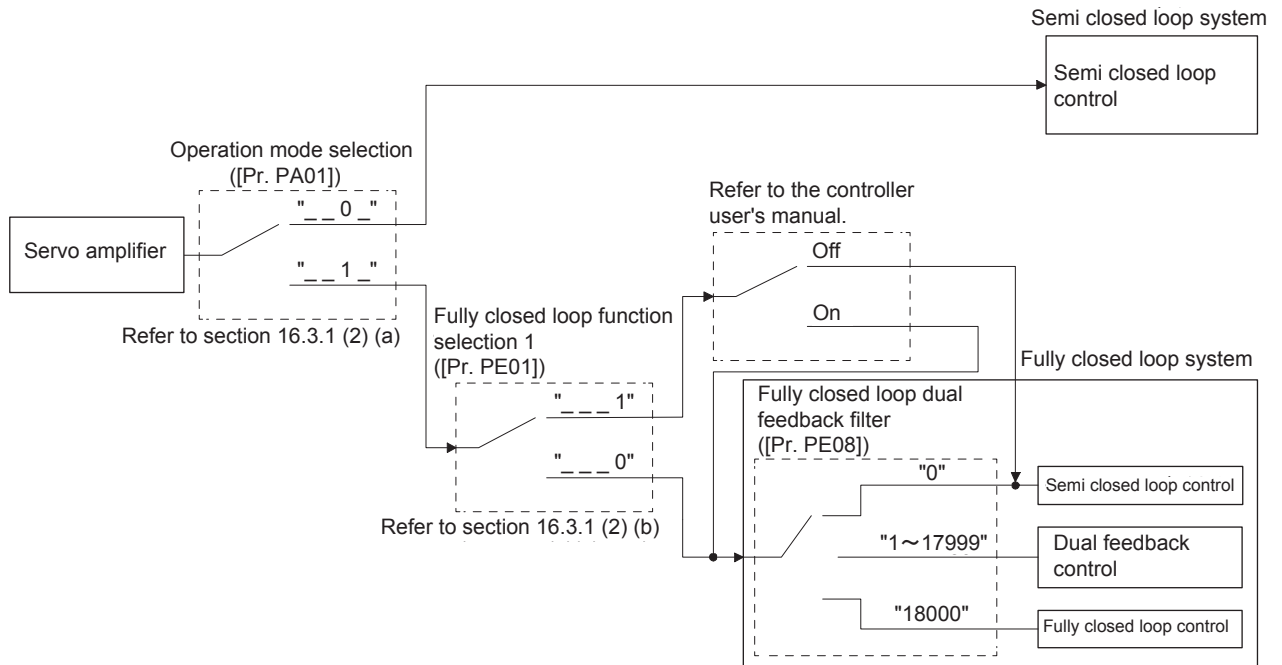 Semi closed loop system
Semi closed loop
control
Operation mode selection
([Pr. PA01])
"_ _ 0 _"
"_ _ 1 _"
Servo amplifier
Refer to section 16.3.1 (2) (a)
Refer to the controller
user's manual.
Off
On
Fully closed loop function
selection 1
([Pr. PE01])
"_ _ _ 1"
"_ _ _ 0"
Refer to section 16.3.1 (2) (b)
Fully closed loop system
Fully closed loop dual
feedback filter
([Pr. PE08])
"0"
Semi closed loop control
"1～17999"
Dual feedback
control
"18000"
Fully closed loop control